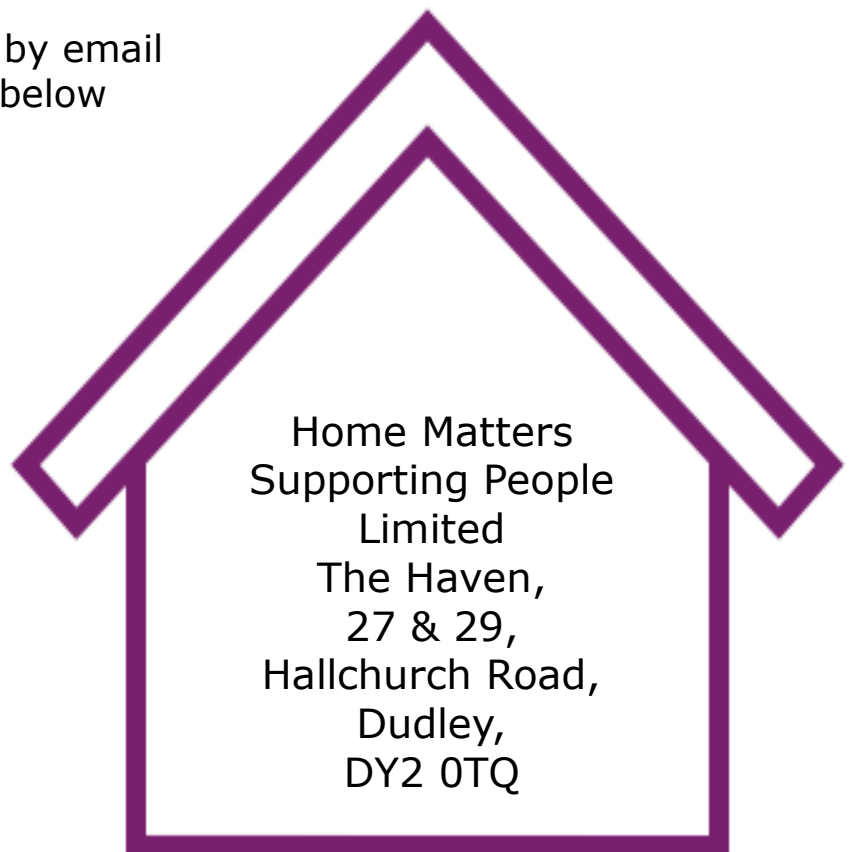 by email
below
Home Matters
Supporting People
Limited
The Haven,
27 & 29,
Hallchurch Road,
Dudley,
DY2 0TQ